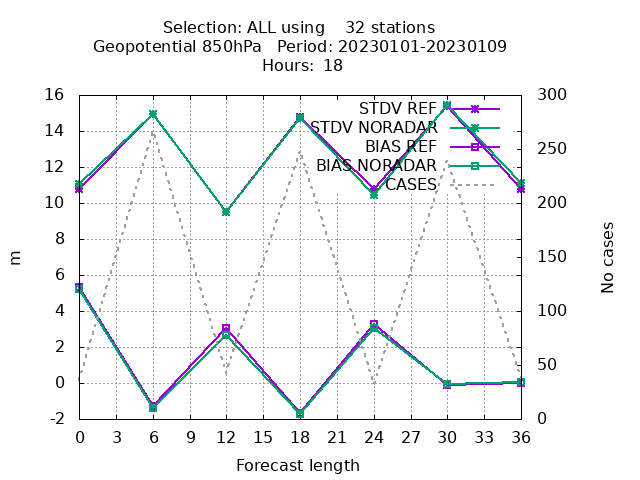 Selection: ALL using    32 stations
Geopotential 850hPa   Period: 20230101-20230109
Hours: 18
STDV REF
STDV NORADAR
BIAS REF
BIAS NORADAR
CASES
16
14
12
10
8
6
4
2
0
-2
m
300
250
200
150
100
50
0
No cases
0 3 6 9 12 15 18 21 24 27 30 33 36
Forecast length